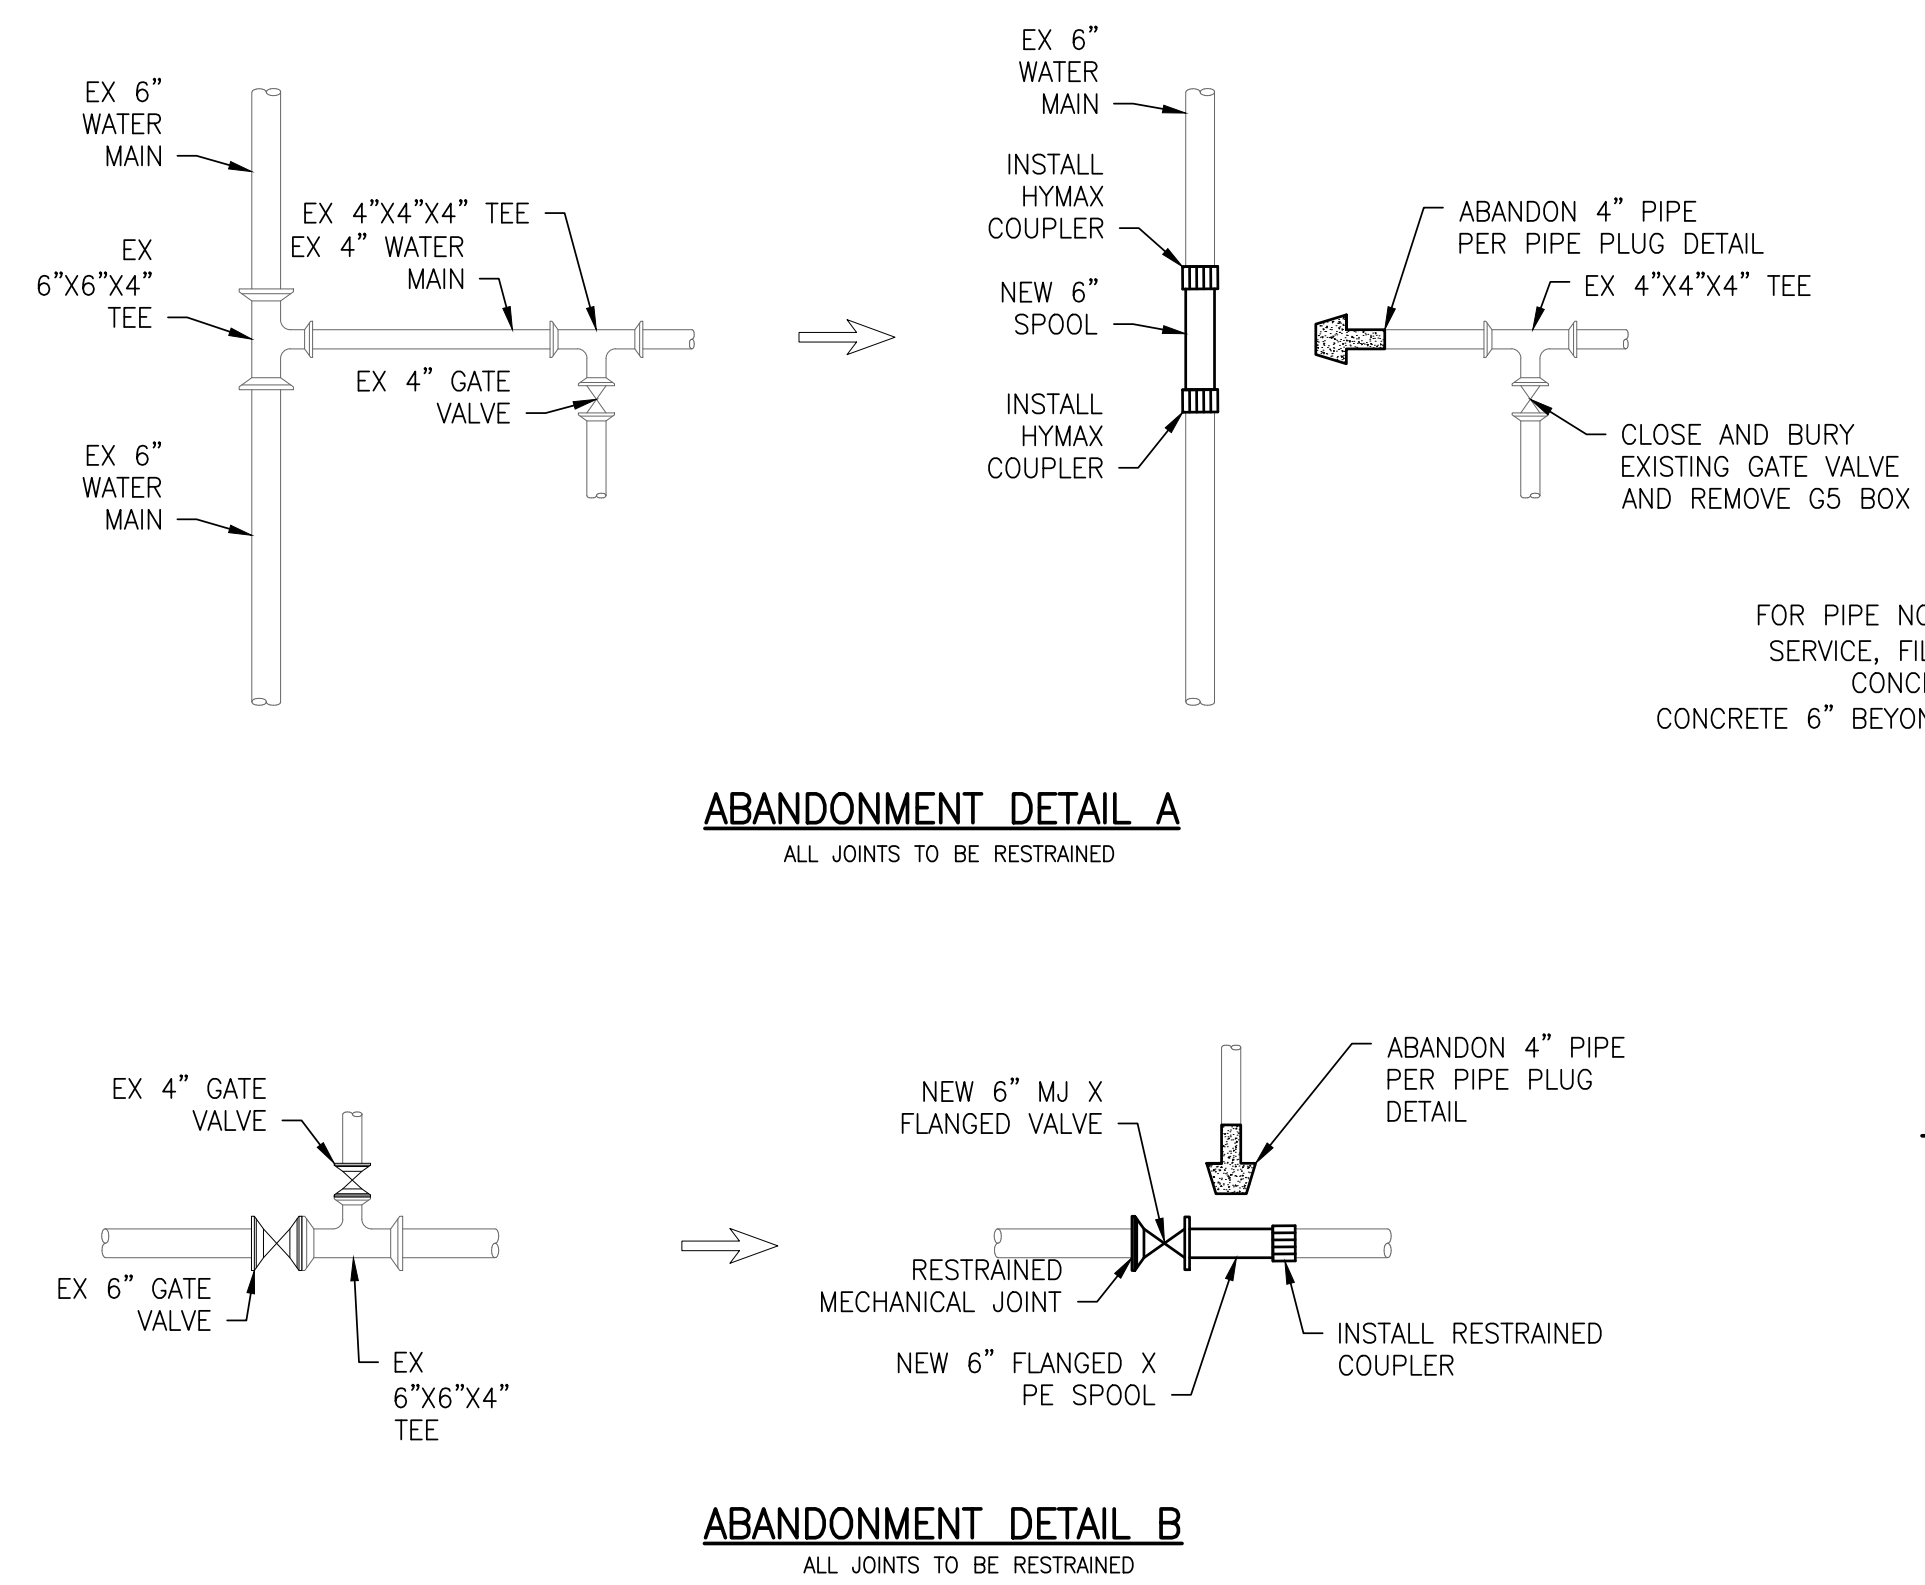 EX 6”
WATER
MAIN
EX
6”X6”X4”
TEE
EX 4”X4”X4” TEE
EX 4” WATER
MAIN
EX 4” GATE
VALVE
EX 6”
WATER
MAIN
EX 6”
WATER
MAIN
INSTALL
HYMAX
COUPLER
NEW 6”
SPOOL
INSTALL
HYMAX
COUPLER
ABANDON 4” PIPE
PER PIPE PLUG DETAIL
EX 4”X4”X4” TEE
CLOSE AND BURY
EXISTING GATE VALVE
AND REMOVE G5 BOX
FOR PIPE
SERVICE,
CONCRETE 6”
ABANDONMENT DETAIL A
ALL JOINTS TO BE RESTRAINED
EX 4” GATE
VALVE
EX 6” GATE
VALVE
EX
6”X6”X4”
TEE
NEW 6” MJ X
FLANGED VALVE
ABANDON 4” PIPE
PER PIPE PLUG
DETAIL
RESTRAINED
MECHANICAL JOINT
NEW 6” FLANGED X
PE SPOOL
INSTALL RESTRAINED
COUPLER
ABANDONMENT DETAIL B
ALL JOINTS TO BE RESTRAINED